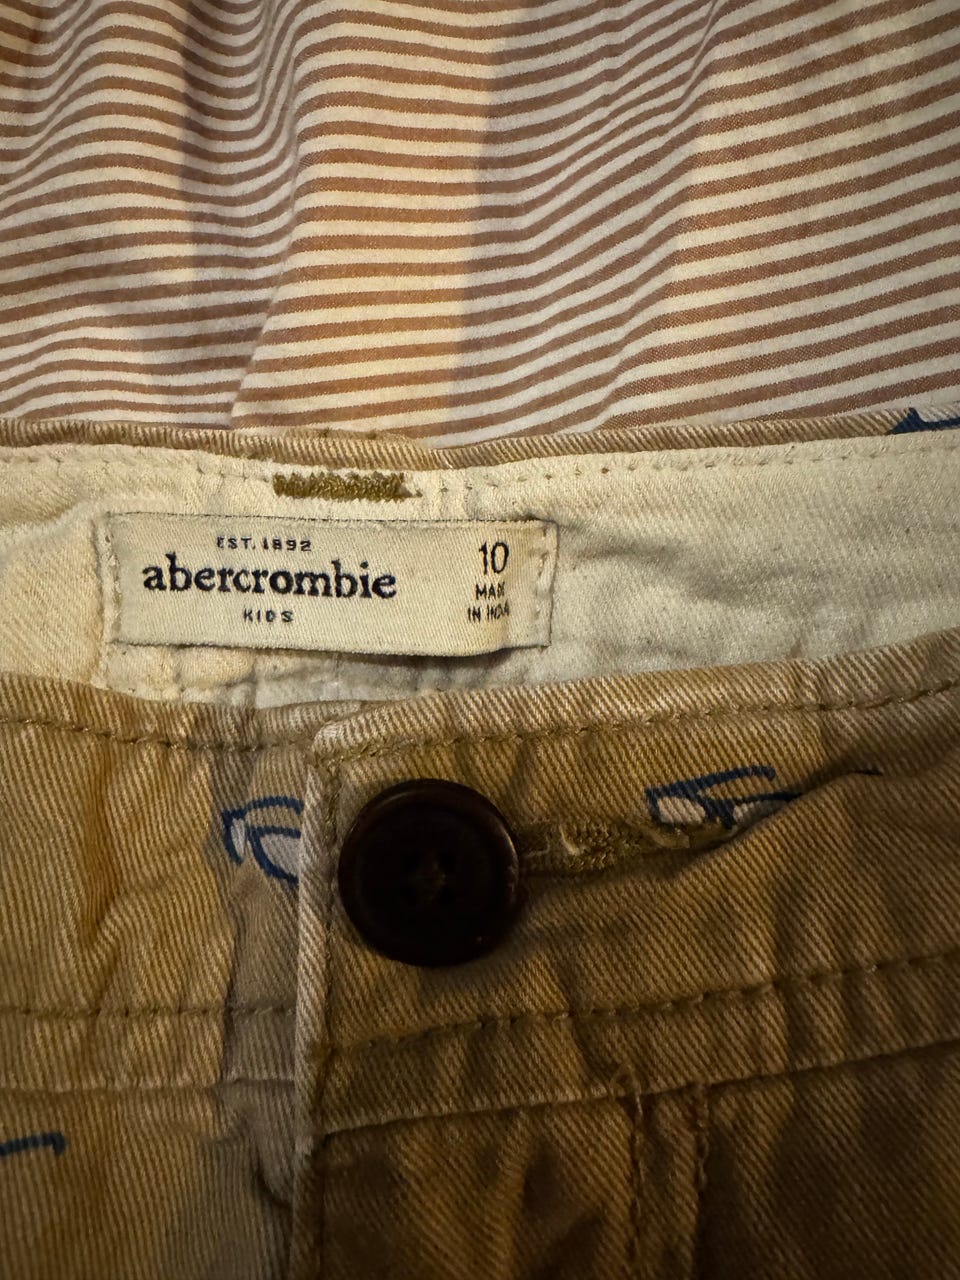 EST. 1892
abercrombie
KIDS
10
MADE
IN INDIA